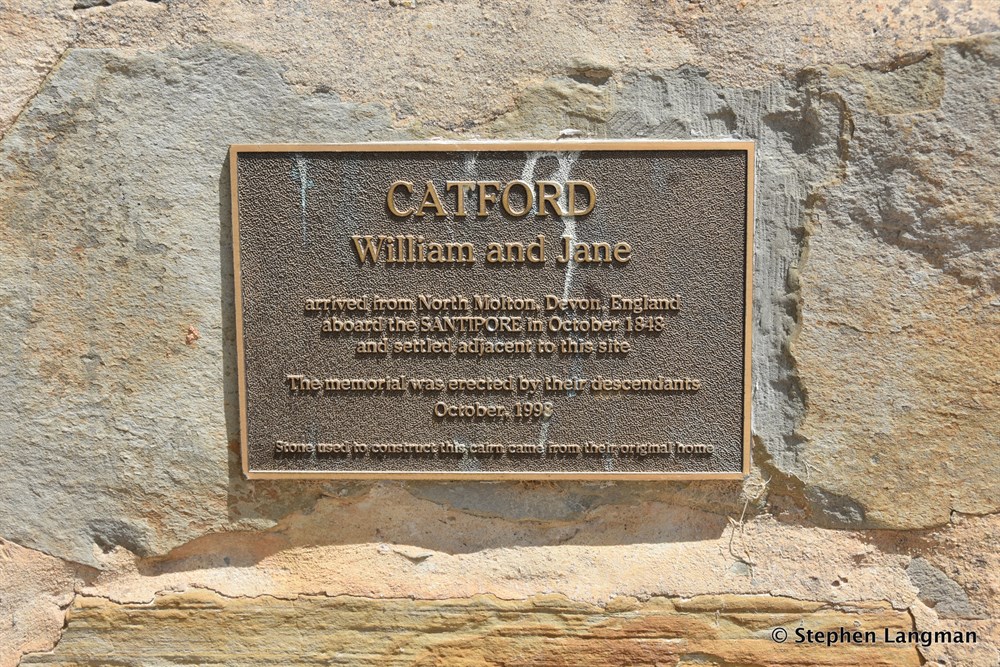 CATFORD
William and Jane
arrived from North Molton, Devon, England
aboard the SANTIPORE in October 1848
and settled adjacent to this site
The memorial was erected by their descendants
October, 1998
Stone used to construct this cairn came from their original home
© Stephen Langman